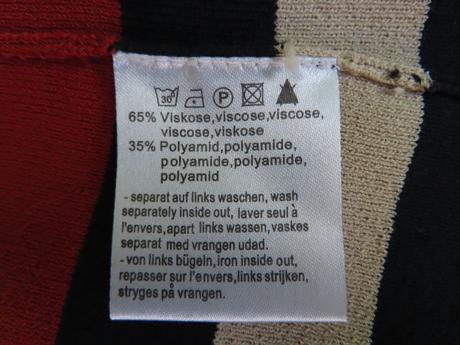 30°
P
65% Viskose,viscose,viscose,
viscose,viskose
35% Polyamid,polyamide,
polyamide,polyamide,
polyamid
- separat auf links waschen, wash
separately inside out, laver seul à
l'envers,apart links wassen,vaskes
separat med vrangen udad.
- von links bügeln,iron inside out,
repasser sur l'envers,links strijken,
stryges på vrangen.